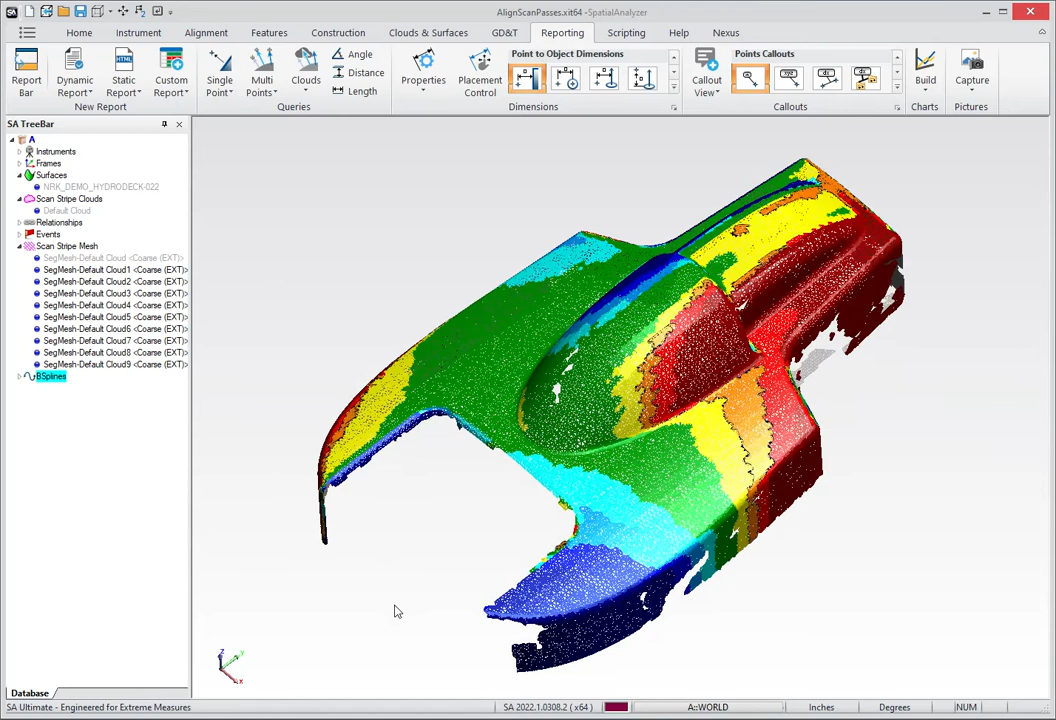 SA
AlignScanPasses.xit64 - SpatialAnalyzer
Home Instrument Alignment Features Construction Clouds & Surfaces GD&T Reporting Scripting Help Nexus
Report Bar
Dynamic Report
Static Report
Custom Report
New Report
Single Point
Multi Points
Clouds
Angle
Distance
Length
Queries
Properties
Placement Control
Point to Object Dimensions
Dimensions
Callout View
Points Callouts
Callouts
Build
Charts
Capture
Pictures
SA TreeBar
A
Instruments
Frames
Surfaces
NRK_DEMO_HYDRODECK-022
Scan Stripe Clouds
Default Cloud
Relationships
Events
Scan Stripe Mesh
SegMesh-Default Cloud <Coarse (EXT)>
SegMesh-Default Cloud1 <Coarse (EXT)>
SegMesh-Default Cloud2 <Coarse (EXT)>
SegMesh-Default Cloud3 <Coarse (EXT)>
SegMesh-Default Cloud4 <Coarse (EXT)>
SegMesh-Default Cloud5 <Coarse (EXT)>
SegMesh-Default Cloud6 <Coarse (EXT)>
SegMesh-Default Cloud7 <Coarse (EXT)>
SegMesh-Default Cloud8 <Coarse (EXT)>
SegMesh-Default Cloud9 <Coarse (EXT)>
BSplines
Z
Y
X
Database
SA Ultimate - Engineered for Extreme Measures
SA 2022.1.0308.2 ( x64 )
A::WORLD
Inches
Degrees
NUM